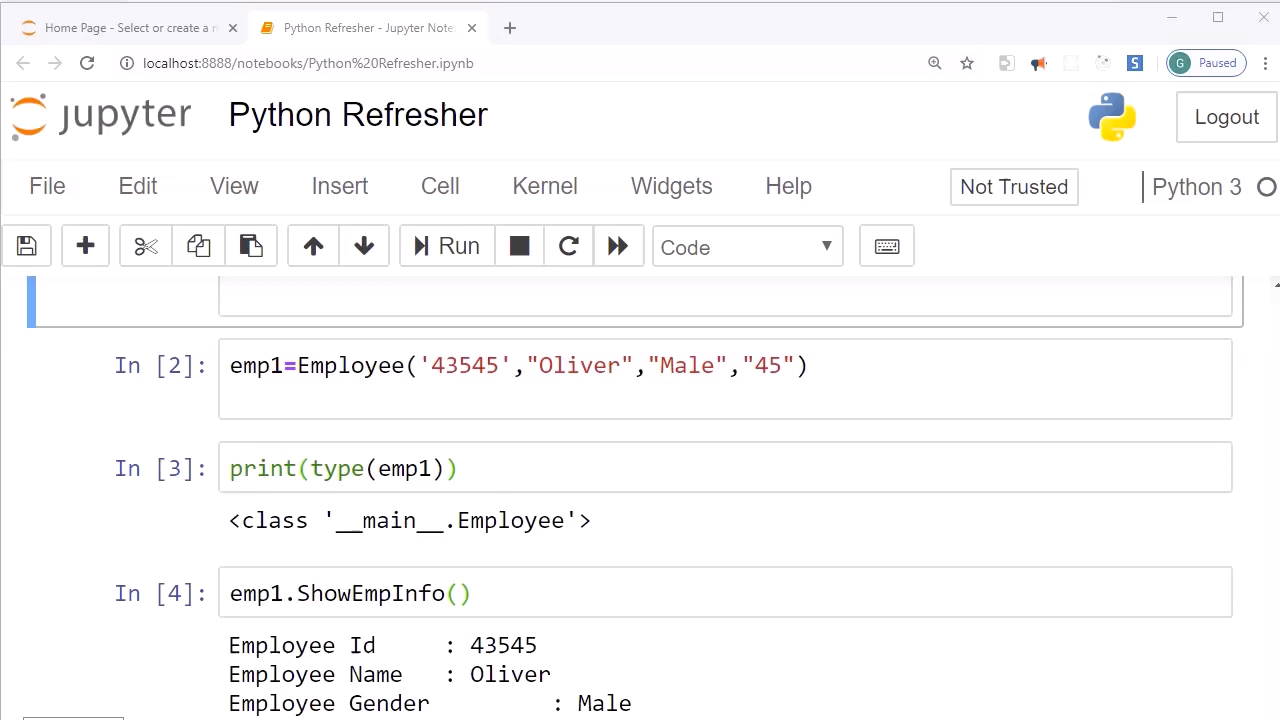 Home Page - Select or create a n
Python Refresher - Jupyter Note
localhost:8888/notebooks/Python%20Refresher.ipynb
S
G Paused
jupyter Python Refresher
Logout
File Edit View Insert Cell Kernel Widgets Help
Not Trusted
Python 3
Run
Code
In [2]: emp1=Employee('43545',"Oliver","Male","45")
In [3]: print(type(emp1))
<class '__main__.Employee'>
In [4]: emp1.ShowEmpInfo()
Employee Id : 43545
Employee Name : Oliver
Employee Gender : Male